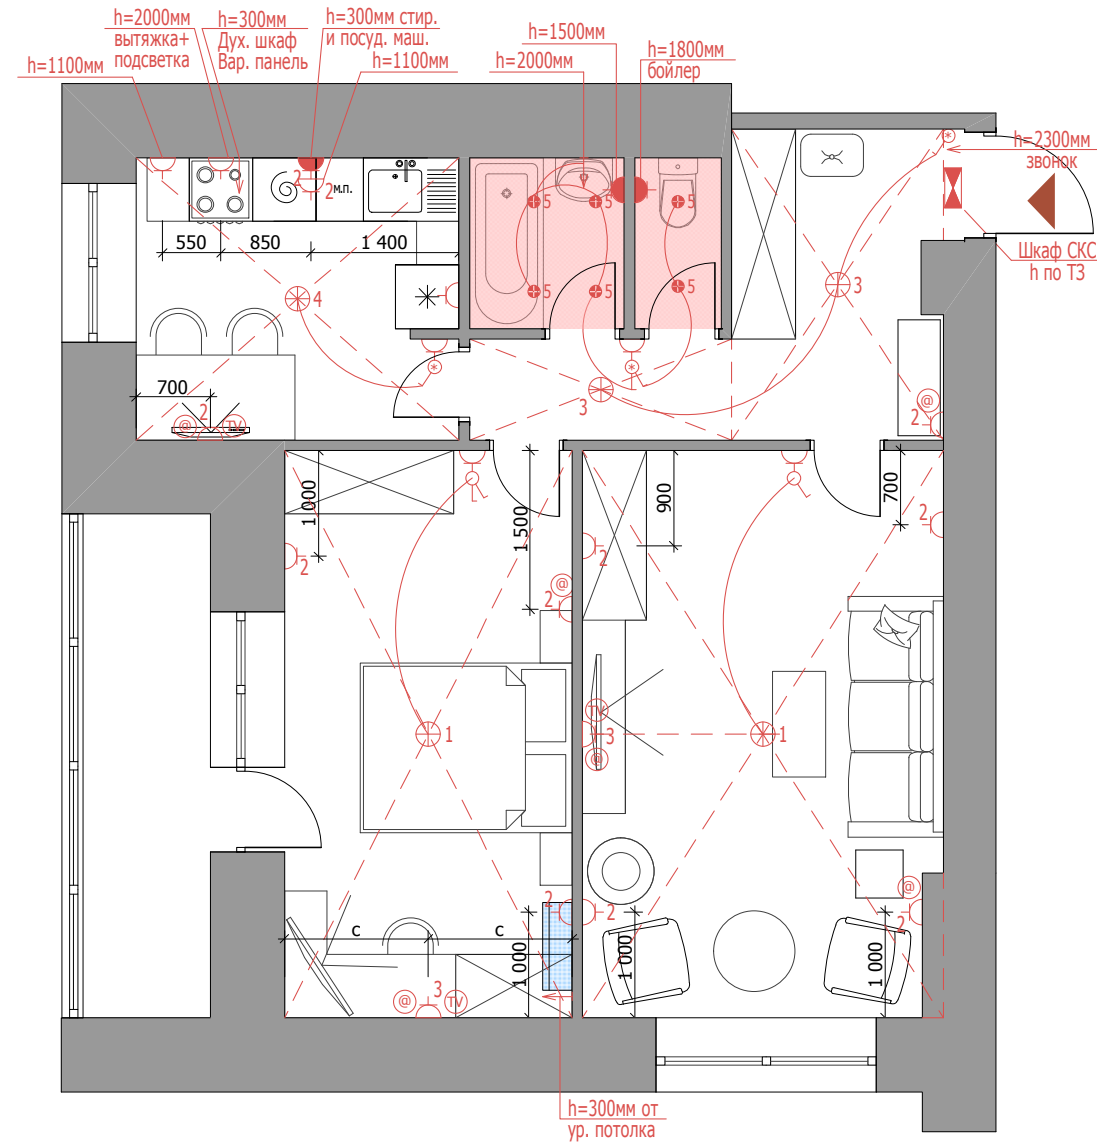 h=2000мм
вытяжка+
подсветка
h=300мм
Дух. шкаф
Вар. панель
h=300мм стир.
и посуд. маш.
h=1100мм
h=1100мм
h=1500мм
h=2000мм
h=1800мм
бойлер
h=2300мм
звонок
Шкаф СКС
h по ТЗ
2
2
м.п.
550
850
1 400
5
5
5
5
5
5
4
3
3
700
2
@
TV
@
2
1 000
2
1 500
@
2
900
2
700
2
1
TV
3
@
1
@
2
2
2
c
c
1 000
1 000
1 000
@
3
TV
h=300мм от
ур. потолка